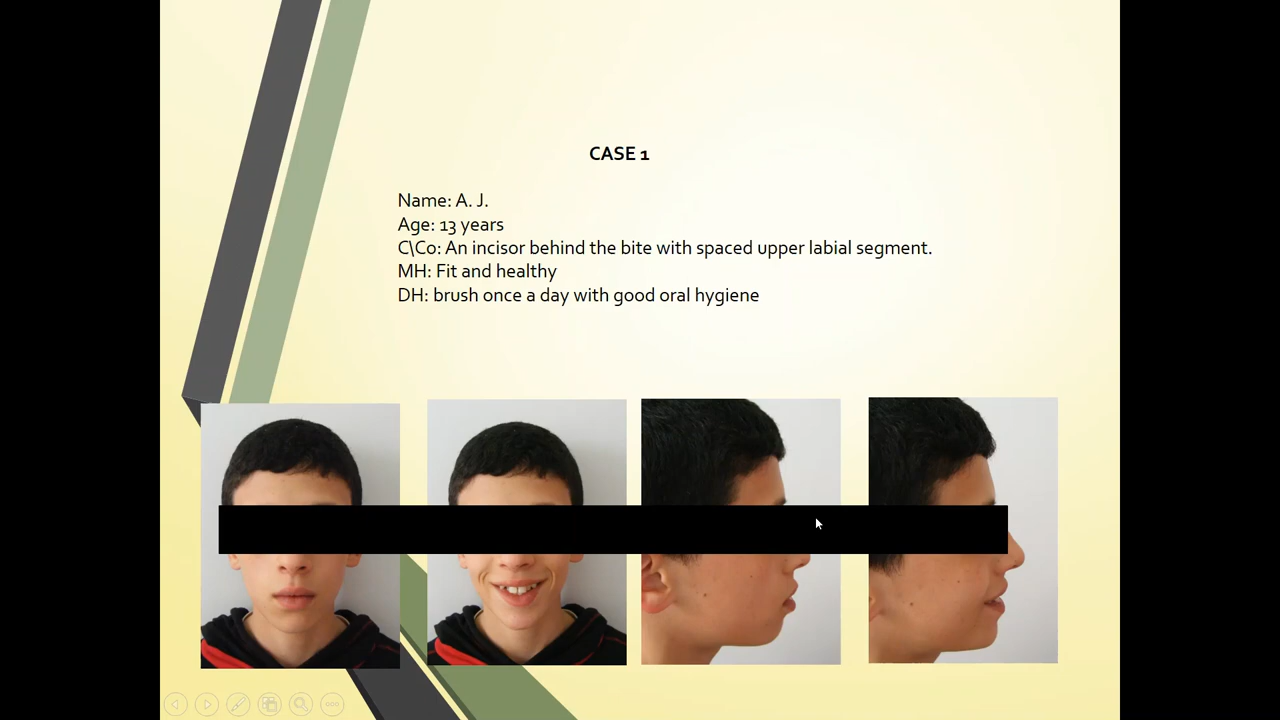 CASE 1
Name: A. J.
Age: 13 years
C\Co: An incisor behind the bite with spaced upper labial segment.
MH: Fit and healthy
DH: brush once a day with good oral hygiene